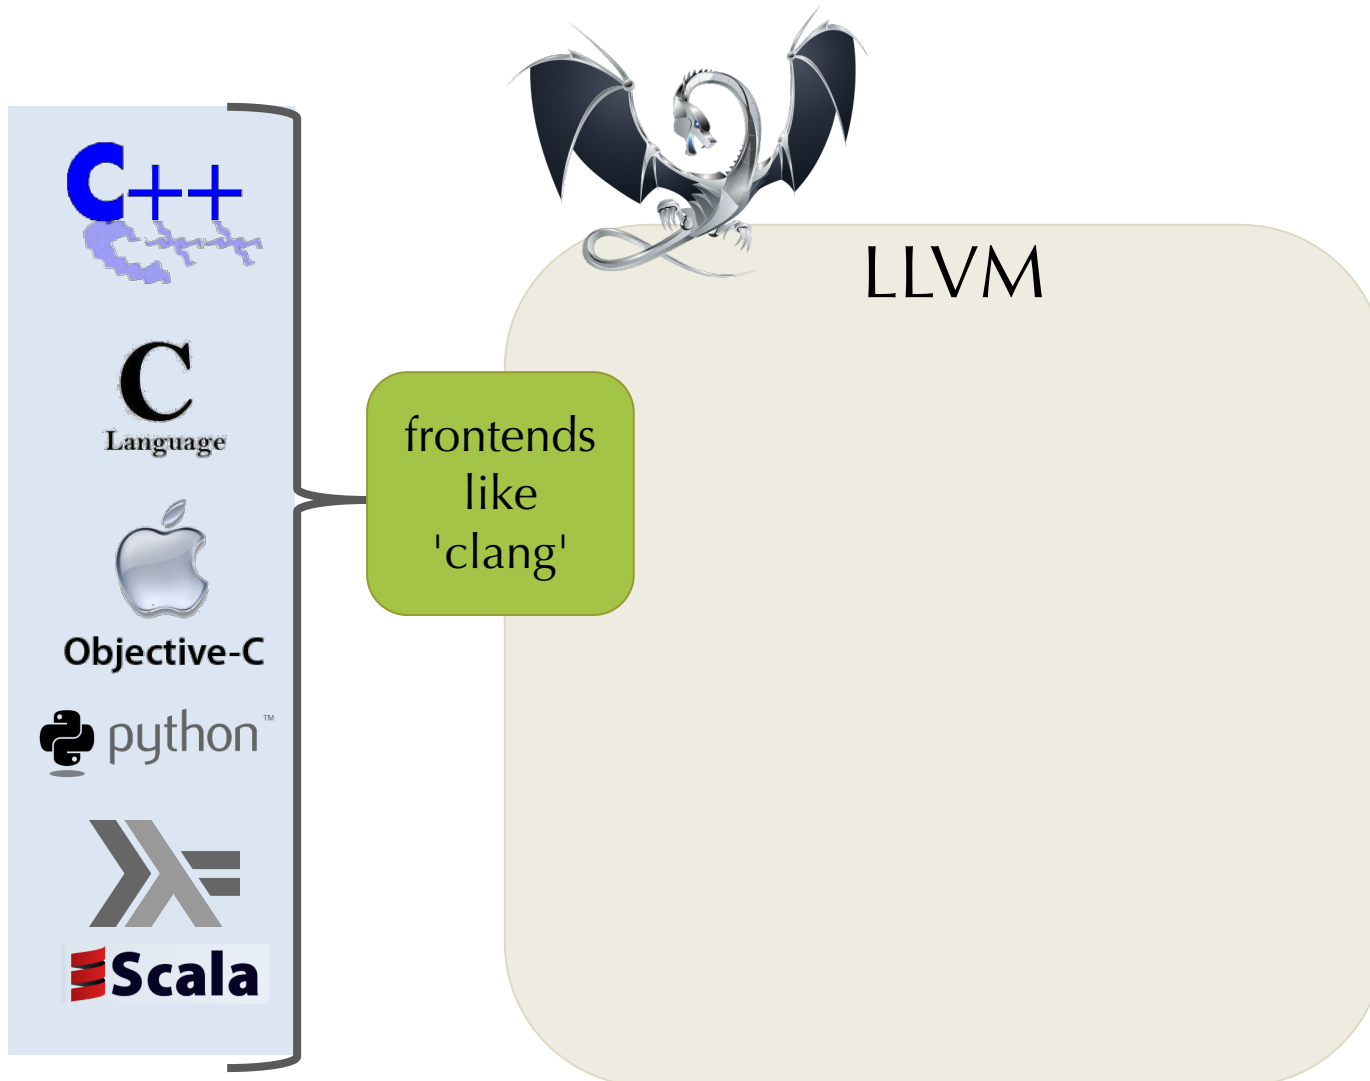 C++
C
Language
Objective-C
python™
Scala
frontends
like
'clang'
LLVM